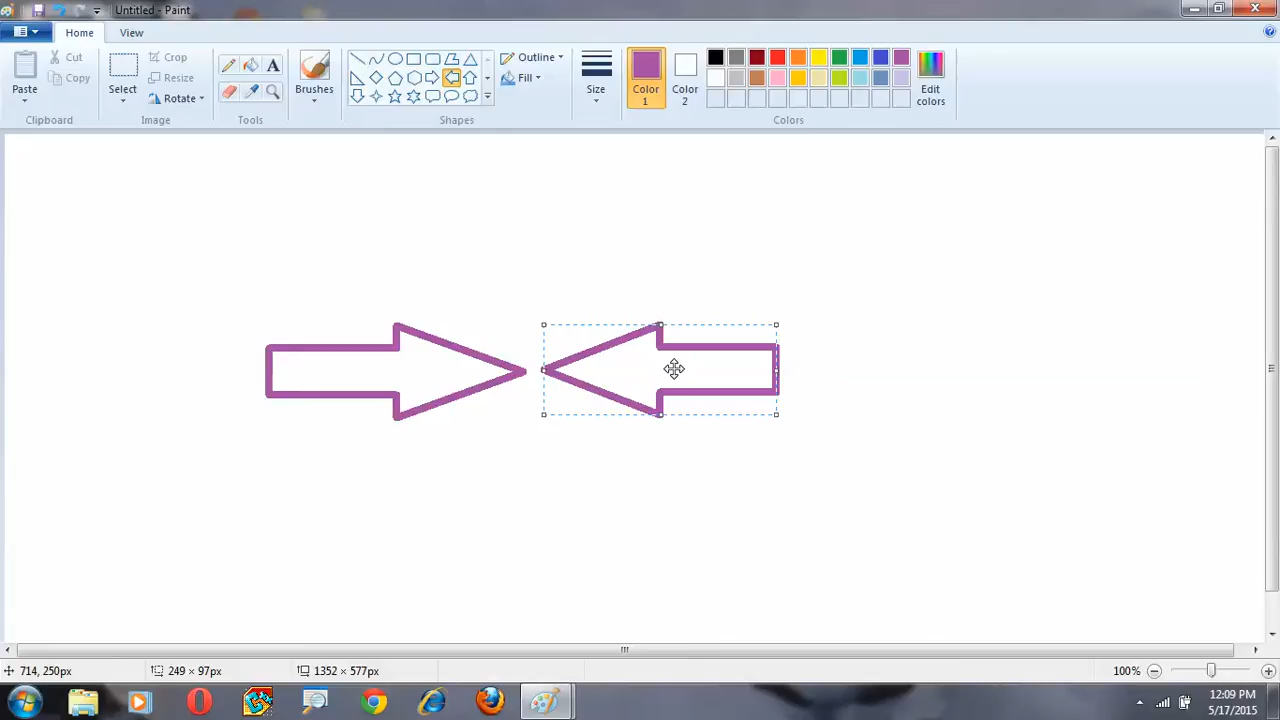 Untitled - Paint
Home View
Paste
Cut
Copy
Clipboard
Select
Crop
Resize
Rotate
Image
A
Tools
Brushes
Outline
Fill
Shapes
Size
Color
1
Color
2
Edit
colors
Colors
714, 250px 249 × 97px 1352 × 577px 100%
12:09 PM
5/17/2015